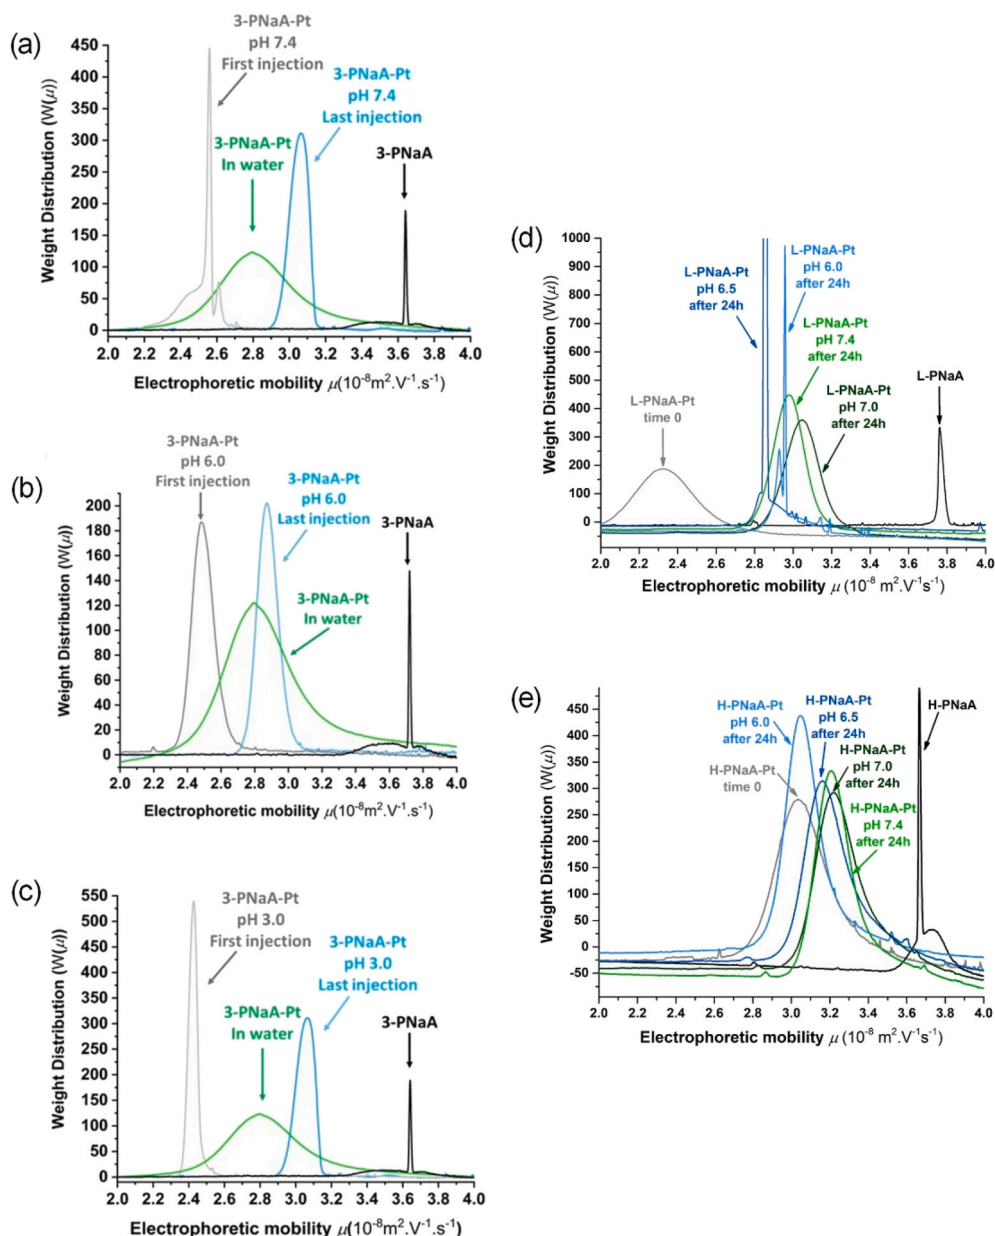 (a)
3-PNaA-Pt
pH 7.4
First injection
3-PNaA-Pt
pH 7.4
Last injection
3-PNaA-Pt
In water
3-PNaA
Weight Distribution (W(μ))
450
400
350
300
250
200
150
100
50
0
2.0 2.2 2.4 2.6 2.8 3.0 3.2 3.4 3.6 3.8 4.0
Electrophoretic mobility μ(10⁻⁸m².V⁻¹.s⁻¹)
(b)
3-PNaA-Pt
pH 6.0
First injection
3-PNaA-Pt
pH 6.0
Last injection
3-PNaA
3-PNaA-Pt
In water
Weight Distribution (W(μ))
200
180
160
140
120
100
80
60
40
20
0
2.0 2.2 2.4 2.6 2.8 3.0 3.2 3.4 3.6 3.8 4.0
Electrophoretic mobility μ(10⁻⁸m².V⁻¹.s⁻¹)
(c)
3-PNaA-Pt
pH 3.0
First injection
3-PNaA-Pt
pH 3.0
Last injection
3-PNaA-Pt
In water
3-PNaA
Weight Distribution (W(μ))
550
500
450
400
350
300
250
200
150
100
50
0
2.0 2.2 2.4 2.6 2.8 3.0 3.2 3.4 3.6 3.8 4.0
Electrophoretic mobility μ(10⁻⁸m².V⁻¹.s⁻¹)
(d)
L-PNaA-Pt
pH 6.5
after 24h
L-PNaA-Pt
pH 6.0
after 24h
L-PNaA-Pt
pH 7.4
after 24h
L-PNaA-Pt
pH 7.0
after 24h
L-PNaA-Pt
time 0
L-PNaA
Weight Distribution (W(μ))
1000
900
800
700
600
500
400
300
200
100
0
2.0 2.2 2.4 2.6 2.8 3.0 3.2 3.4 3.6 3.8 4.0
Electrophoretic mobility μ (10⁻⁸ m².V⁻¹s⁻¹)
(e)
H-PNaA-Pt
pH 6.0
after 24h
H-PNaA-Pt
pH 6.5
after 24h
H-PNaA-Pt
pH 7.0
after 24h
H-PNaA-Pt
pH 7.4
after 24h
H-PNaA-Pt
time 0
H-PNaA
Weight Distribution (W(μ))
450
400
350
300
250
200
150
100
50
0
-50
2.0 2.2 2.4 2.6 2.8 3.0 3.2 3.4 3.6 3.8 4.0
Electrophoretic mobility μ (10⁻⁸ m².V⁻¹s⁻¹)